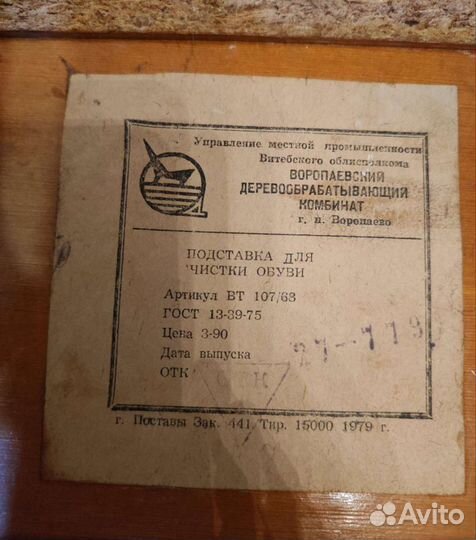 Управление местной промышленности
Витебского облисполкома
ВОРОПАЕВСКИЙ
ДЕРЕВООБРАБАТЫВАЮЩИЙ
КОМБИНАТ
г. п. Воропаево
ПОДСТАВКА ДЛЯ
ЧИСТКИ ОБУВИ
Артикул ВТ 107/63
ГОСТ 13-39-75
Цена 3-90
Дата выпуска
ОТК
г. Поставы Зак. 441 Тир. 15000 1979 г.
Avito